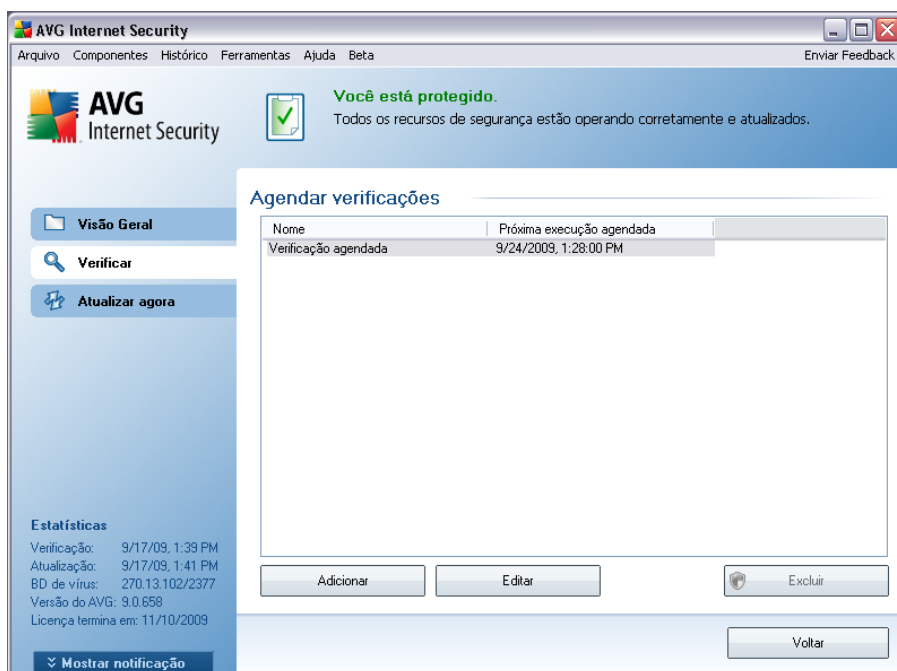 AVG Internet Security
Arquivo Componentes Histórico Ferramentas Ajuda Beta Enviar Feedback
AVG
Internet Security
Você está protegido.
Todos os recursos de segurança estão operando corretamente e atualizados.
Visão Geral
Verificar
Atualizar agora
Agendar verificações
Nome Próxima execução agendada
Verificação agendada 9/24/2009, 1:28:00 PM
Estatísticas
Verificação: 9/17/09, 1:39 PM
Atualização: 9/17/09, 1:41 PM
BD de vírus: 270.13.102/2377
Versão do AVG: 9.0.658
Licença termina em: 11/10/2009
Mostrar notificação
Adicionar Editar Excluir
Voltar